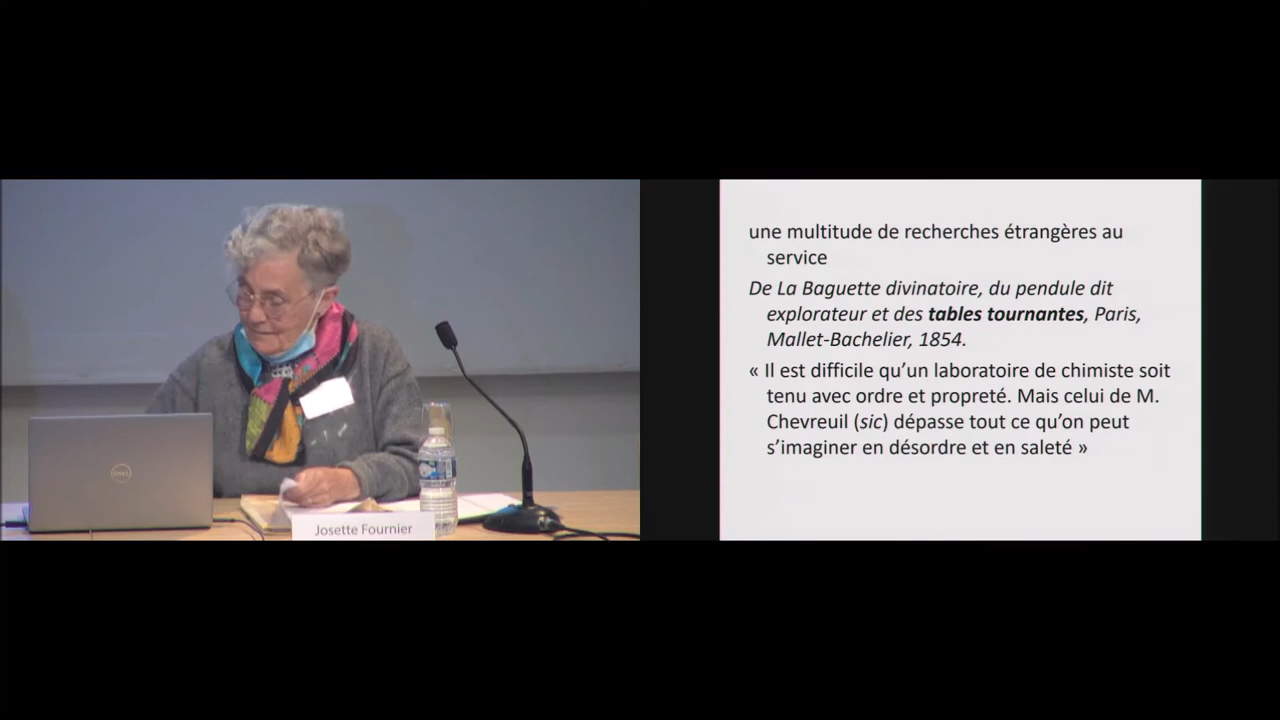 une multitude de recherches étrangères au
service
De La Baguette divinatoire, du pendule dit
explorateur et des tables tournantes, Paris,
Mallet-Bachelier, 1854.
« Il est difficile qu’un laboratoire de chimiste soit
tenu avec ordre et propreté. Mais celui de M.
Chevreuil (sic) dépasse tout ce qu’on peut
s’imaginer en désordre et en saleté »
DELL
Josette Fournier